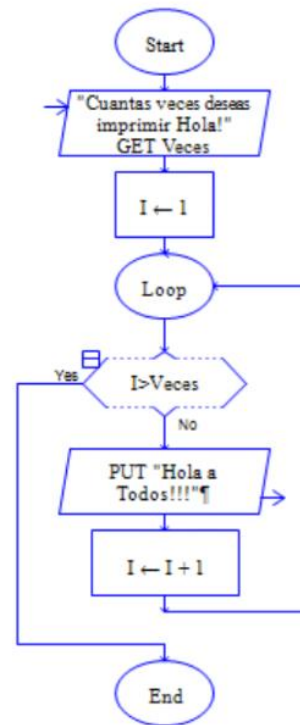 Start
"Cuantas veces deseas
imprimir Hola!"
GET Veces
I ← 1
Loop
Yes
I>Veces
No
PUT "Hola a
Todos!!!"¶
I ← I + 1
End